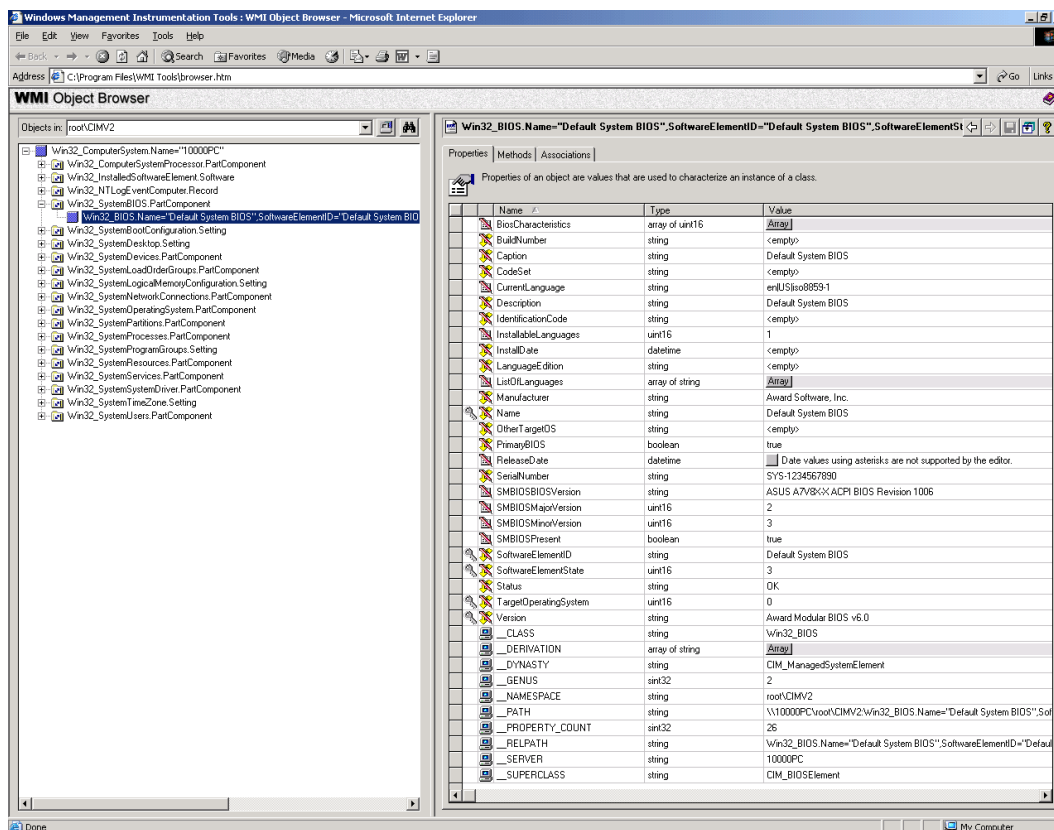 Windows Management Instrumentation Tools : WMI Object Browser - Microsoft Internet Explorer
File Edit View Favorites Tools Help
Back Search Favorites Media
Address C:\Program Files\WMI Tools\browser.htm Go Links
WMI Object Browser
Objects in: root\CIMV2
Win32_ComputerSystem.Name="10000PC"
Win32_ComputerSystemProcessor.PartComponent
Win32_InstalledSoftwareElement.Software
Win32_NTLogEventComputer.Record
Win32_SystemBIOS.PartComponent
Win32_BIOS.Name="Default System BIOS",SoftwareElementID="Default System BIO
Win32_SystemBootConfiguration.Setting
Win32_SystemDesktop.Setting
Win32_SystemDevices.PartComponent
Win32_SystemLoadOrderGroups.PartComponent
Win32_SystemLogicalMemoryConfiguration.Setting
Win32_SystemNetworkConnections.PartComponent
Win32_SystemOperatingSystem.PartComponent
Win32_SystemPartitions.PartComponent
Win32_SystemProcesses.PartComponent
Win32_SystemProgramGroups.Setting
Win32_SystemResources.PartComponent
Win32_SystemServices.PartComponent
Win32_SystemSystemDriver.PartComponent
Win32_SystemTimeZone.Setting
Win32_SystemUsers.PartComponent
Win32_BIOS.Name="Default System BIOS",SoftwareElementID="Default System BIOS",SoftwareElementSt
Properties Methods Associations
Properties of an object are values that are used to characterize an instance of a class.
Name Type Value
BiosCharacteristics array of uint16 Array
BuildNumber string <empty>
Caption string Default System BIOS
CodeSet string <empty>
CurrentLanguage string en|US|iso8859-1
Description string Default System BIOS
IdentificationCode string <empty>
InstallableLanguages uint16 1
InstallDate datetime <empty>
LanguageEdition string <empty>
ListOfLanguages array of string Array
Manufacturer string Award Software, Inc.
Name string Default System BIOS
OtherTargetOS string <empty>
PrimaryBIOS boolean true
ReleaseDate datetime Date values using asterisks are not supported by the editor.
SerialNumber string SYS-1234567890
SMBIOSBIOSVersion string ASUS A7V8X-X ACPI BIOS Revision 1006
SMBIOSMajorVersion uint16 2
SMBIOSMinorVersion uint16 3
SMBIOSPresent boolean true
SoftwareElementID string Default System BIOS
SoftwareElementState uint16 3
Status string OK
TargetOperatingSystem uint16 0
Version string Award Modular BIOS v6.0
__CLASS string Win32_BIOS
__DERIVATION array of string Array
__DYNASTY string CIM_ManagedSystemElement
__GENUS sint32 2
__NAMESPACE string root\CIMV2
__PATH string \\10000PC\root\CIMV2:Win32_BIOS.Name="Default System BIOS",Sof
__PROPERTY_COUNT sint32 26
__RELPATH string Win32_BIOS.Name="Default System BIOS",SoftwareElementID="Defaul
__SERVER string 10000PC
__SUPERCLASS string CIM_BIOSElement
Done My Computer